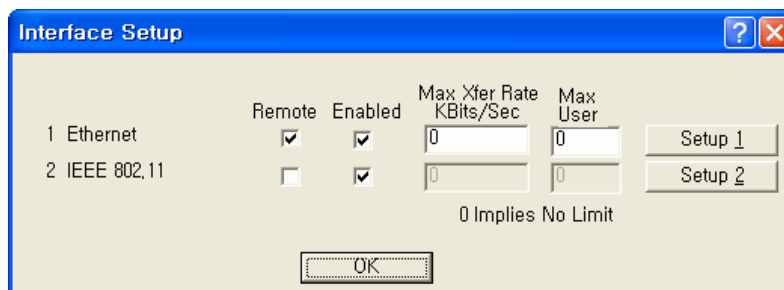 Interface Setup
Remote Enabled Max Xfer Rate KBits/Sec Max User
1 Ethernet 0 0 Setup 1
2 IEEE 802.11 0 0 Setup 2
0 Implies No Limit
OK